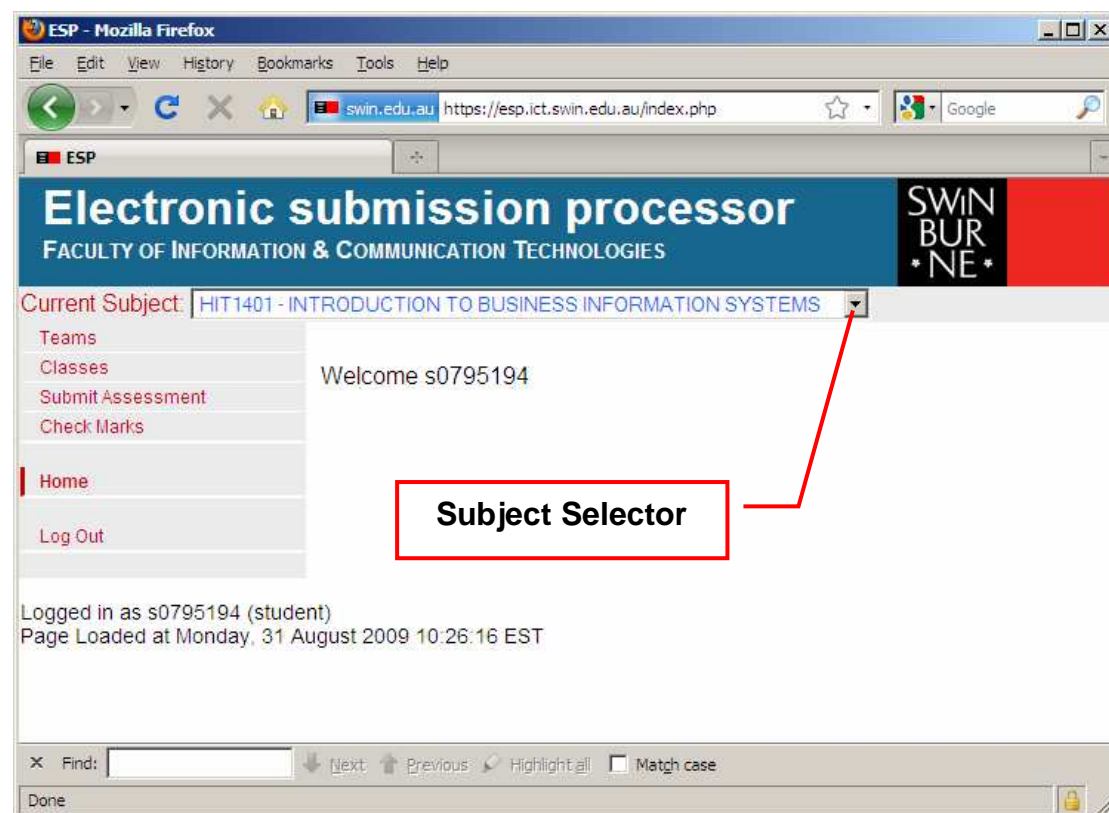 ESP - Mozilla Firefox
File Edit View History Bookmarks Tools Help
swin.edu.au https://esp.ict.swin.edu.au/index.php Google
ESP
Electronic submission processor
FACULTY OF INFORMATION & COMMUNICATION TECHNOLOGIES
SWIN
BUR
* NE *
Current Subject: HIT1401 - INTRODUCTION TO BUSINESS INFORMATION SYSTEMS
Teams
Classes
Welcome s0795194
Submit Assessment
Check Marks
Home
Subject Selector
Log Out
Logged in as s0795194 (student)
Page Loaded at Monday, 31 August 2009 10:26:16 EST
× Find: Next Previous Highlight all Match case
Done